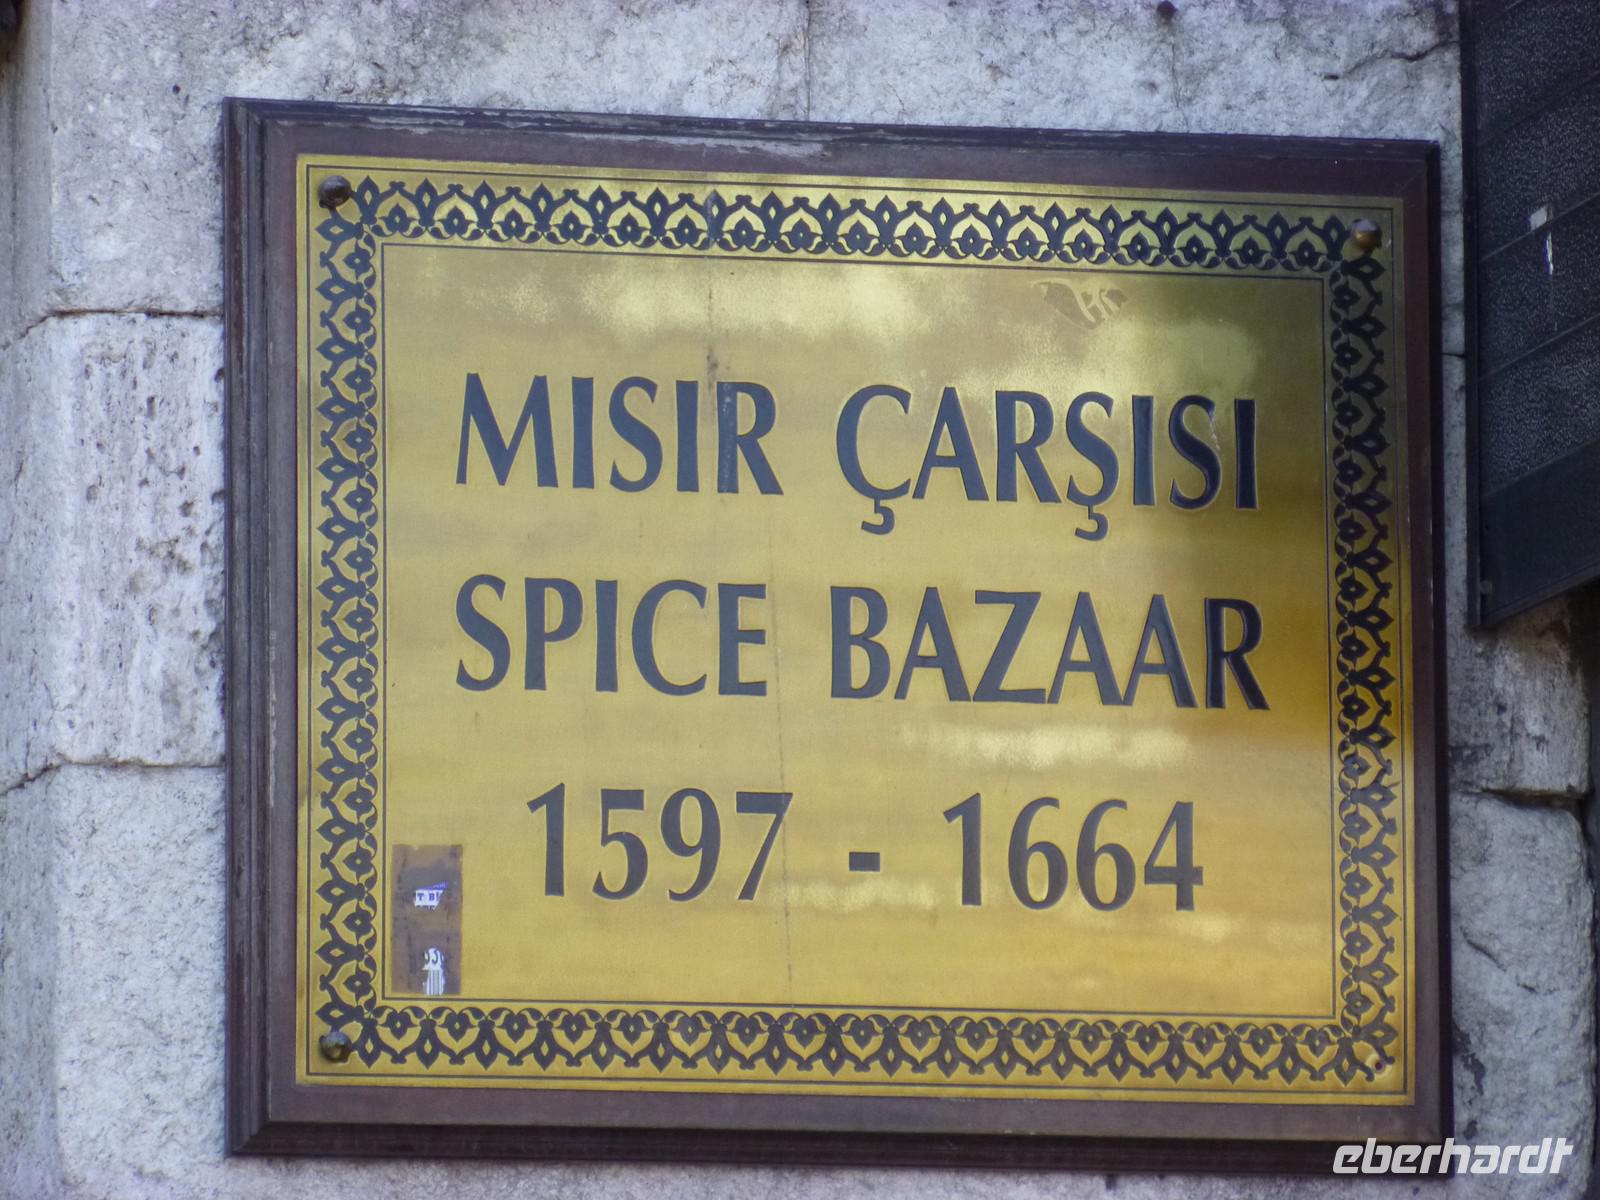 MISIR ÇARŞISI
SPICE BAZAAR
1597 - 1664
eberhardt